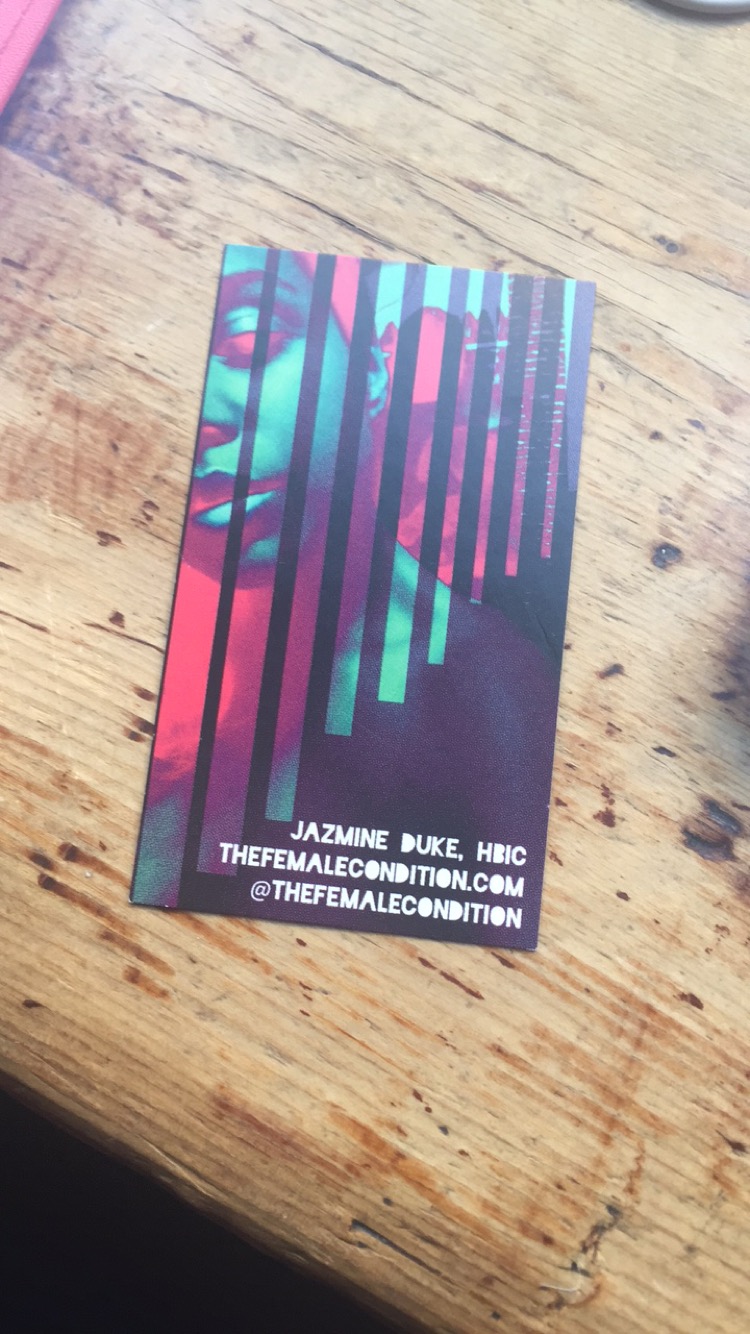 JAZMINE DUKE, HBIC
THEFEMALECONDITION.COM
@THEFEMALECONDITION